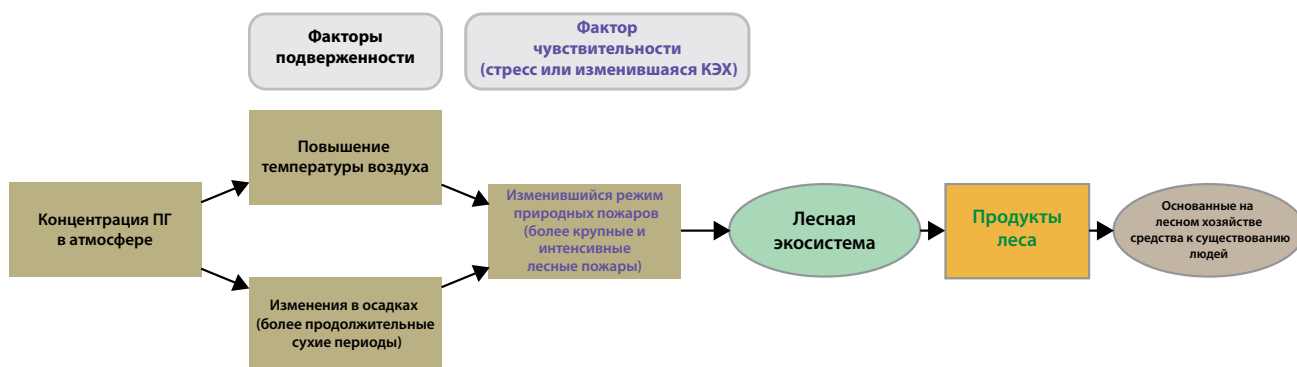 Факторы
подверженности
Фактор
чувствительности
(стресс или изменившаяся КЭХ)
Концентрация ПГ
в атмосфере
Повышение
температуры воздуха
Изменения в осадках
(более продолжительные
сухие периоды)
Изменившийся режим
природных пожаров
(более крупные и
интенсивные
лесные пожары)
Лесная
экосистема
Продукты
леса
Основанные на
лесном хозяйстве
средства к существованию
людей